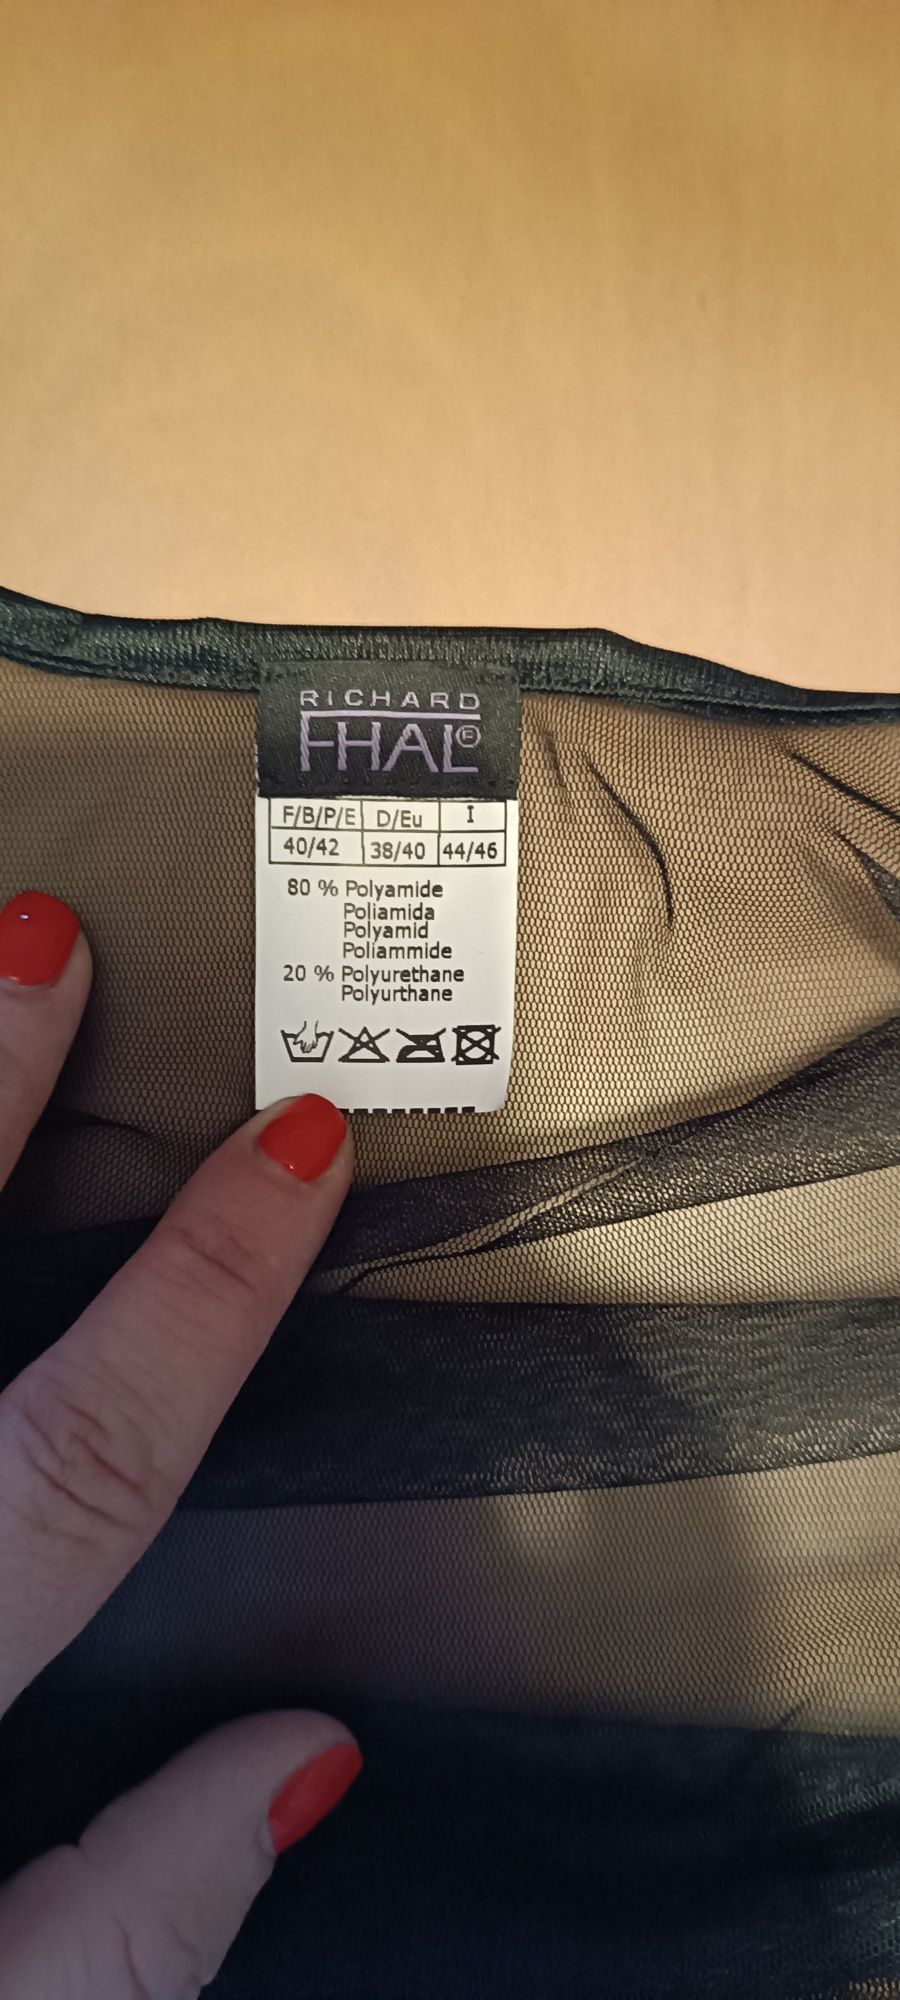 RICHARD
FHAL®
F/B/P/E D/Eu I
40/42 38/40 44/46
80 % Polyamide
Poliamida
Polyamid
Poliammide
20 % Polyurethane
Polyurthane